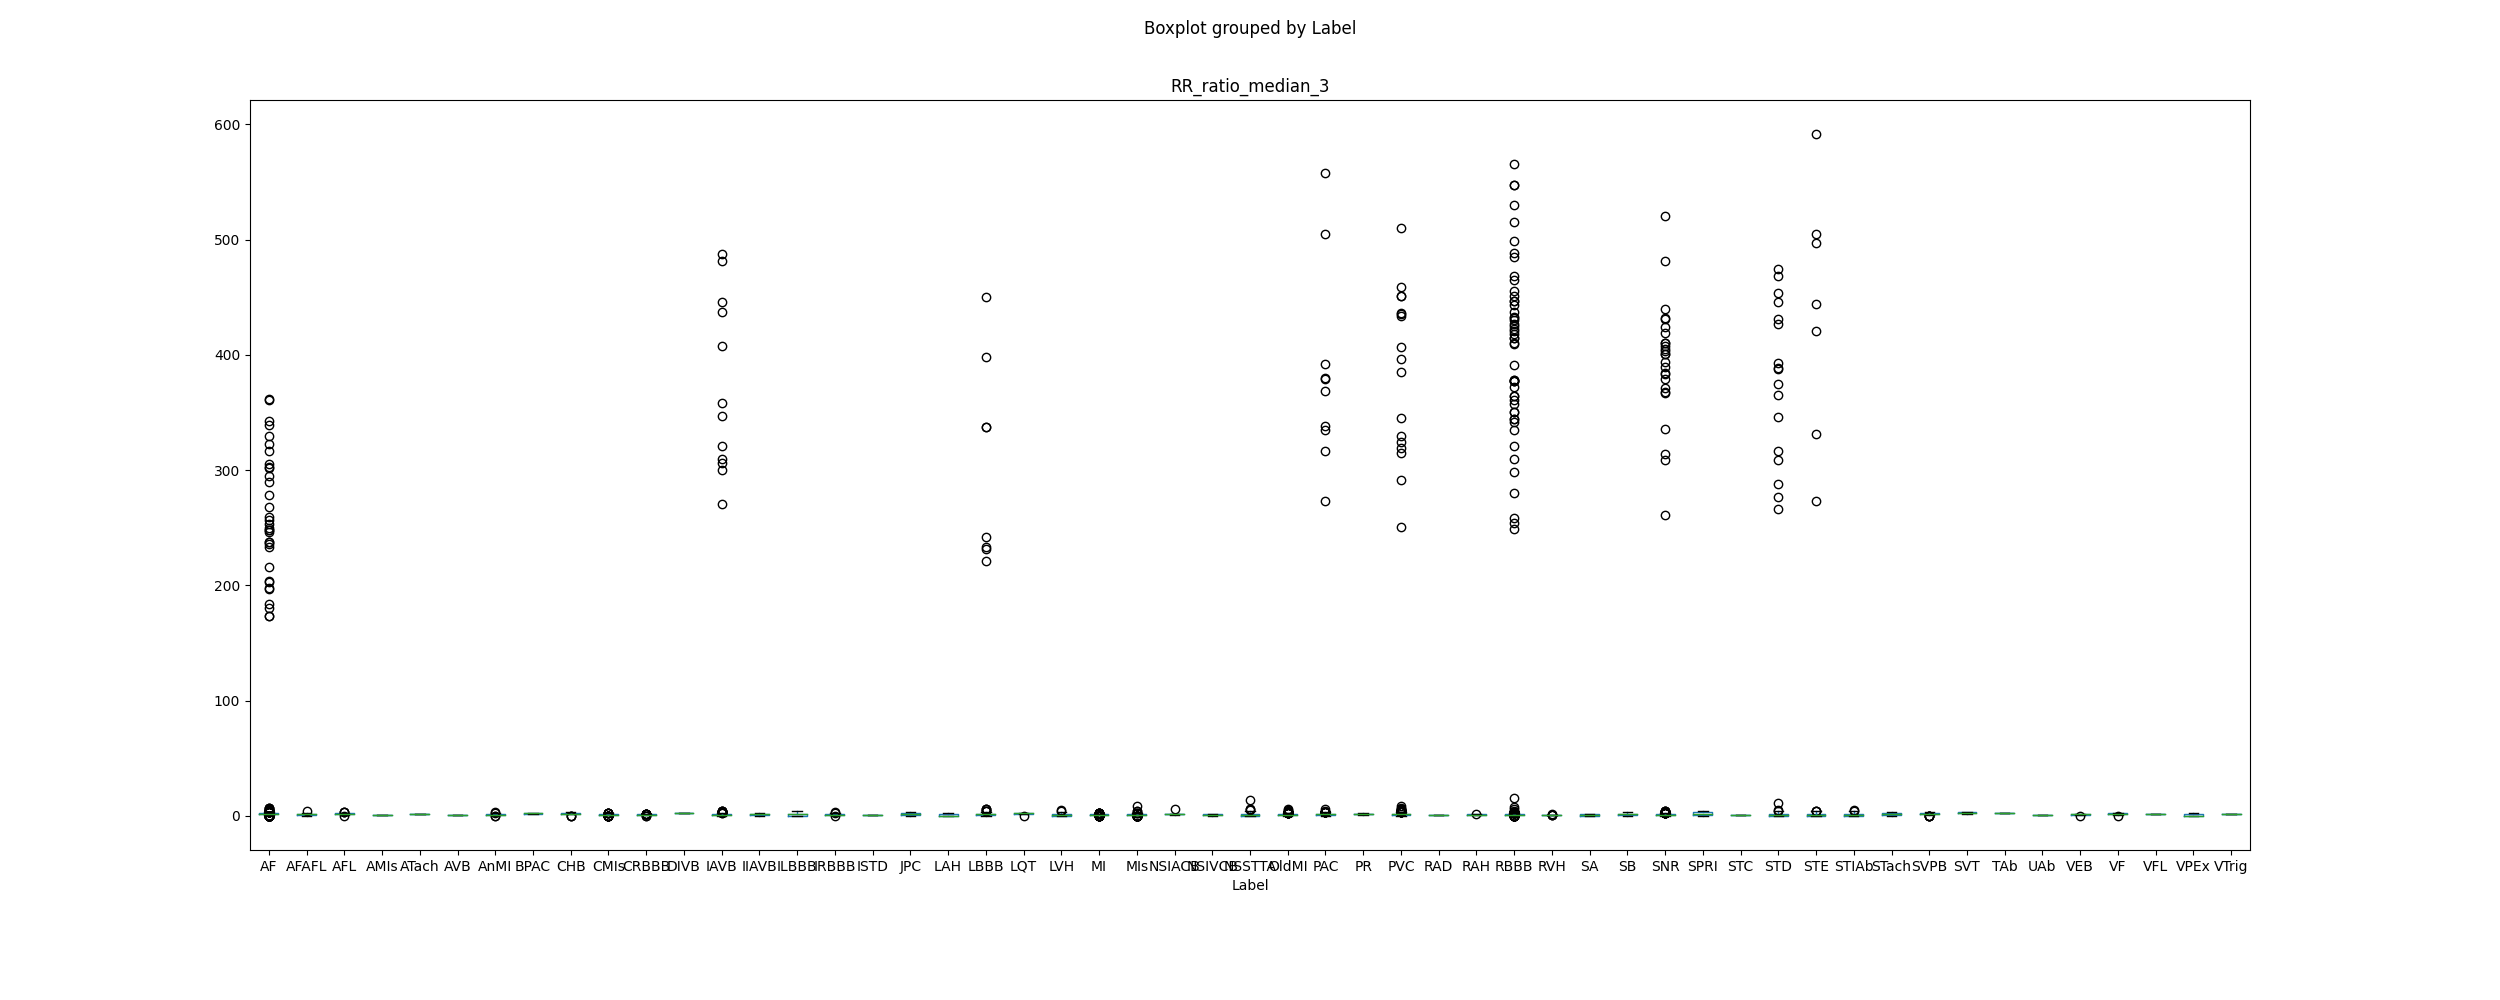 Boxplot grouped by Label
RR_ratio_median_3
600
500
400
300
200
100
0
AF AFAFL AFL AMIs ATach AVB AnMI BPAC CHB CMIs CRBBB DIVB IAVB IIAVB ILBBB IRBBB ISTD JPC LAH LBBB LQT LVH MI MIs NSIACB NSIVCB NSSTTA OldMI PAC PR PVC RAD RAH RBBB RVH SA SB SNR SPRI STC STD STE STIAb STach SVPB SVT TAb UAb VEB VF VFL VPEx VTrig
Label